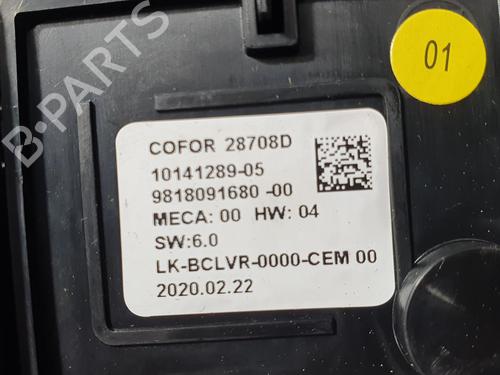 B-PARTS
01
COFOR 28708D
10141289-05
9818091680 -00
MECA: 00 HW: 04
SW:6.0
LK-BCLVR-0000-CEM 00
2020.02.22